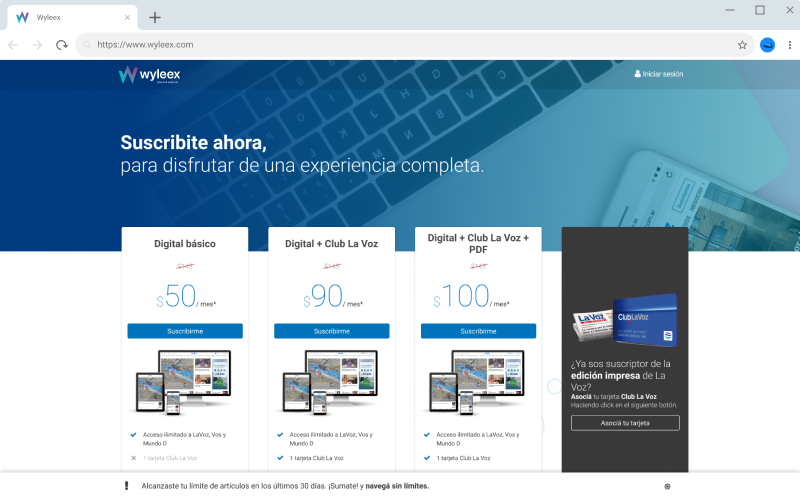 Wyleex
https://www.wyleex.com
wyleex
Iniciar sesión
Suscribite ahora,
para disfrutar de una experiencia completa.
Digital básico
$145
$50 / mes*
Suscribirme
Acceso ilimitado a LaVoz, Vos y
Mundo D
1 tarjeta Club La Voz
Digital + Club La Voz
$145
$90 / mes*
Suscribirme
Acceso ilimitado a LaVoz, Vos y
Mundo D
1 tarjeta Club La Voz
Digital + Club La Voz +
PDF
$145
$100 / mes*
Suscribirme
Acceso ilimitado a LaVoz, Vos y
Mundo D
1 tarjeta Club La Voz
LaVoz
ClubLaVoz
¿Ya sos suscriptor de la
edición impresa de La
Voz?
Asociá tu tarjeta Club La Voz
Haciendo click en el siguiente botón.
Asociá tu tarjeta
Alcanzaste tu límite de artículos en los últimos 30 días. ¡Sumate! y navegá sin límites.